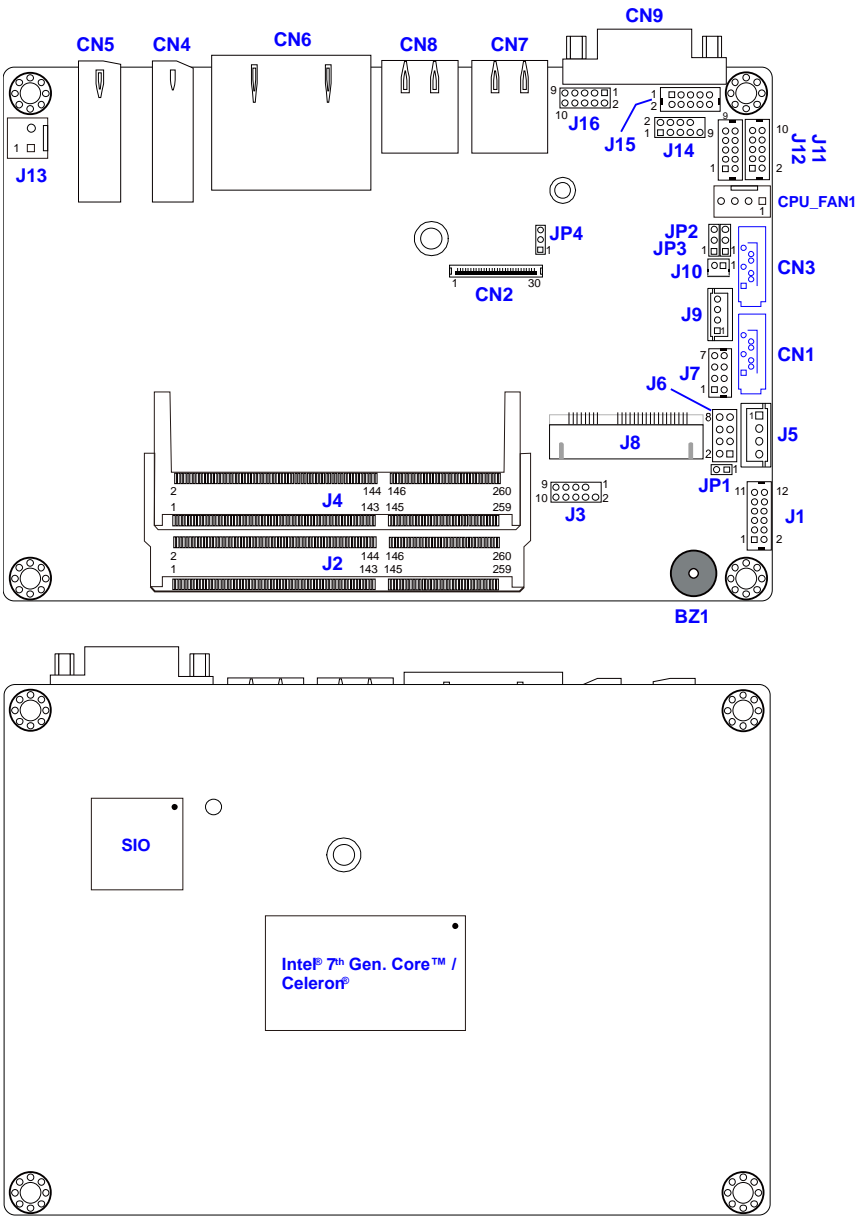 CN9
CN5 CN4 CN6 CN8 CN7
9 1
10 2
J16
1
2
J15
2
1 9
J14
9 10
1 2
J12
J11
1
J13
CPU_FAN1
1
JP4
1
JP2
JP3
1 1
J10
1
CN3
1 30
CN2
J9
1
CN1
7
J7
1
J6
8
2
1
J5
J8
JP1
1
2 144 146 260
J4
1 143 145 259
9 1
10 2
J3
11 12
J1
1 2
2 144 146 260
J2
1 143 145 259
BZ1
SIO
Intel® 7th Gen. Core™ /
Celeron®